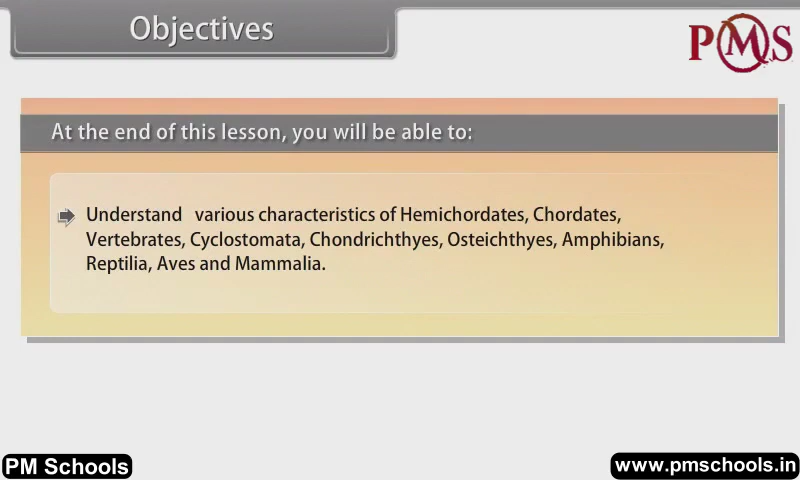 Objectives
PMS
At the end of this lesson, you will be able to:
Understand various characteristics of Hemichordates, Chordates,
Vertebrates, Cyclostomata, Chondrichthyes, Osteichthyes, Amphibians,
Reptilia, Aves and Mammalia.
PM Schools
www.pmschools.in